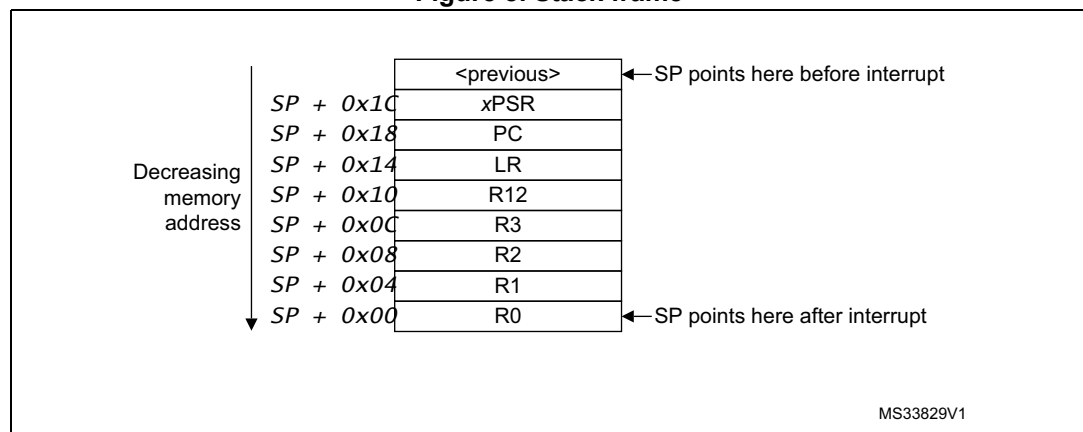 Figure 8. Stack frame
<previous>
SP points here before interrupt
SP + 0x1C xPSR
SP + 0x18 PC
SP + 0x14 LR
SP + 0x10 R12
SP + 0x0C R3
SP + 0x08 R2
SP + 0x04 R1
SP + 0x00 R0
SP points here after interrupt
Decreasing
memory
address
MS33829V1